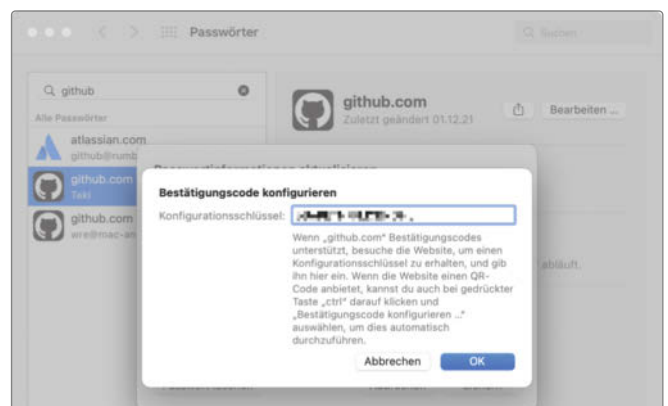 Passwörter
Suchen
github
Alle Passwörter
atlassian.com
github.com
Taki
github.com
github.com
Zuletzt geändert 01.12.21
Bearbeiten ...
Bestätigungscode konfigurieren
Konfigurationsschlüssel:
Wenn „github.com“ Bestätigungscodes
unterstützt, besuche die Website, um einen
Konfigurationsschlüssel zu erhalten, und gib
ihn hier ein. Wenn die Website einen QR-
Code anbietet, kannst du auch bei gedrückter
Taste „ctrl“ darauf klicken und
„Bestätigungscode konfigurieren ...“
auswählen, um dies automatisch
durchzuführen.
abläuft.
Abbrechen
OK